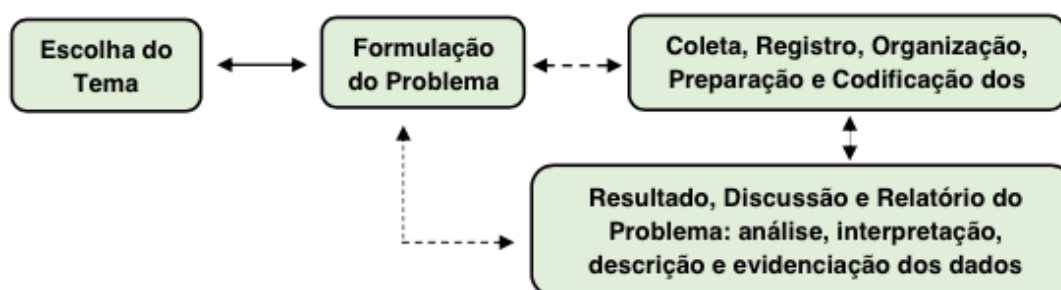 Escolha do
Tema
Formulação
do Problema
Coleta, Registro, Organização,
Preparação e Codificação dos
Resultado, Discussão e Relatório do
Problema: análise, interpretação,
descrição e evidenciação dos dados